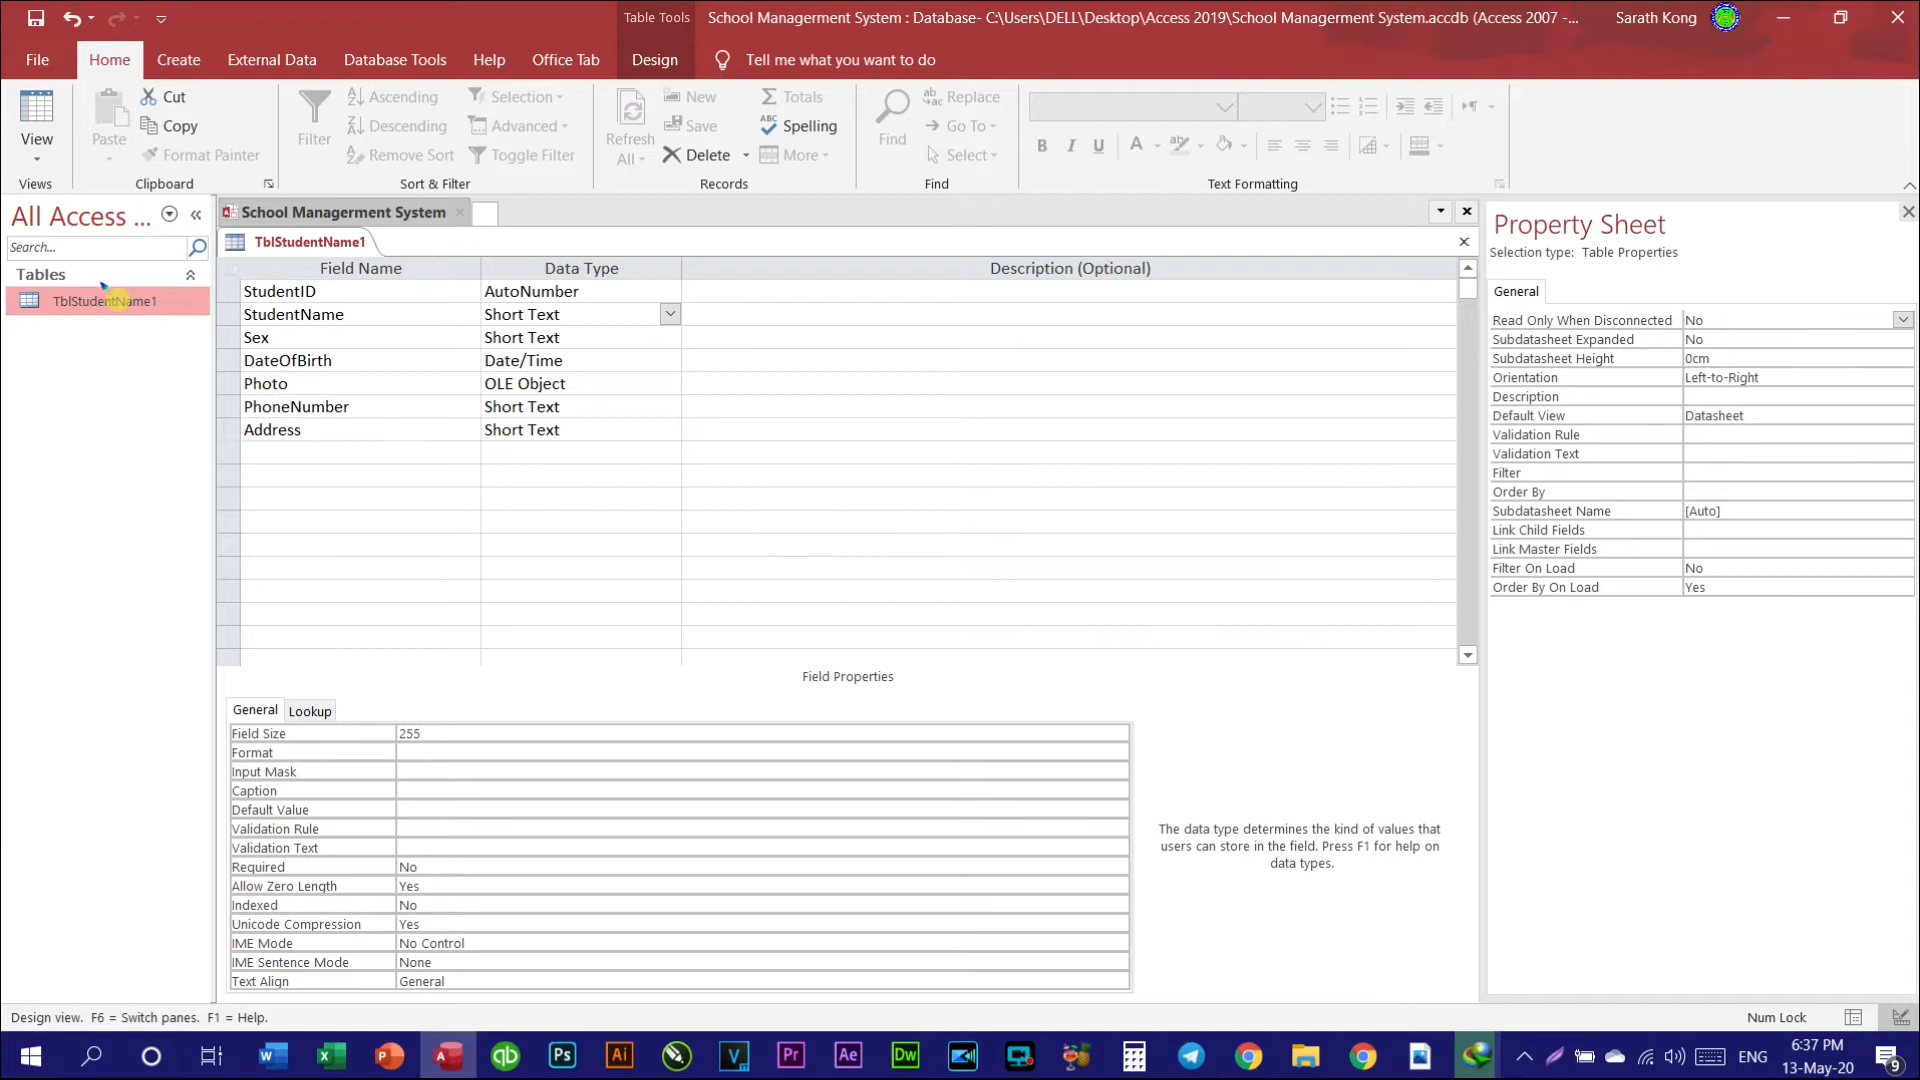 Table Tools
School Managerment System : Database- C:\Users\DELL\Desktop\Access 2019\School Managerment System.accdb (Access 2007 -...
Sarath Kong
File
Home
Create
External Data
Database Tools
Help
Office Tab
Design
Tell me what you want to do
View
Paste
Cut
Copy
Format Painter
Filter
Ascending
Descending
Remove Sort
Selection
Advanced
Toggle Filter
Refresh
All
New
Save
Delete
Totals
Spelling
More
Find
Replace
Go To
Select
B I U A
Views
Clipboard
Sort & Filter
Records
Find
Text Formatting
All Access ...
Search...
Tables
TblStudentName1
School Managerment System
TblStudentName1
Field Name Data Type Description (Optional)
StudentID AutoNumber
StudentName Short Text
Sex Short Text
DateOfBirth Date/Time
Photo OLE Object
PhoneNumber Short Text
Address Short Text
Field Properties
General Lookup
Field Size 255
Format
Input Mask
Caption
Default Value
Validation Rule
Validation Text
Required No
Allow Zero Length Yes
Indexed No
Unicode Compression Yes
IME Mode No Control
IME Sentence Mode None
Text Align General
The data type determines the kind of values that
users can store in the field. Press F1 for help on
data types.
Property Sheet
Selection type: Table Properties
General
Read Only When Disconnected No
Subdatasheet Expanded No
Subdatasheet Height 0cm
Orientation Left-to-Right
Description
Default View Datasheet
Validation Rule
Validation Text
Filter
Order By
Subdatasheet Name [Auto]
Link Child Fields
Link Master Fields
Filter On Load No
Order By On Load Yes
Design view. F6 = Switch panes. F1 = Help.
Num Lock
ENG
6:37 PM
13-May-20
9